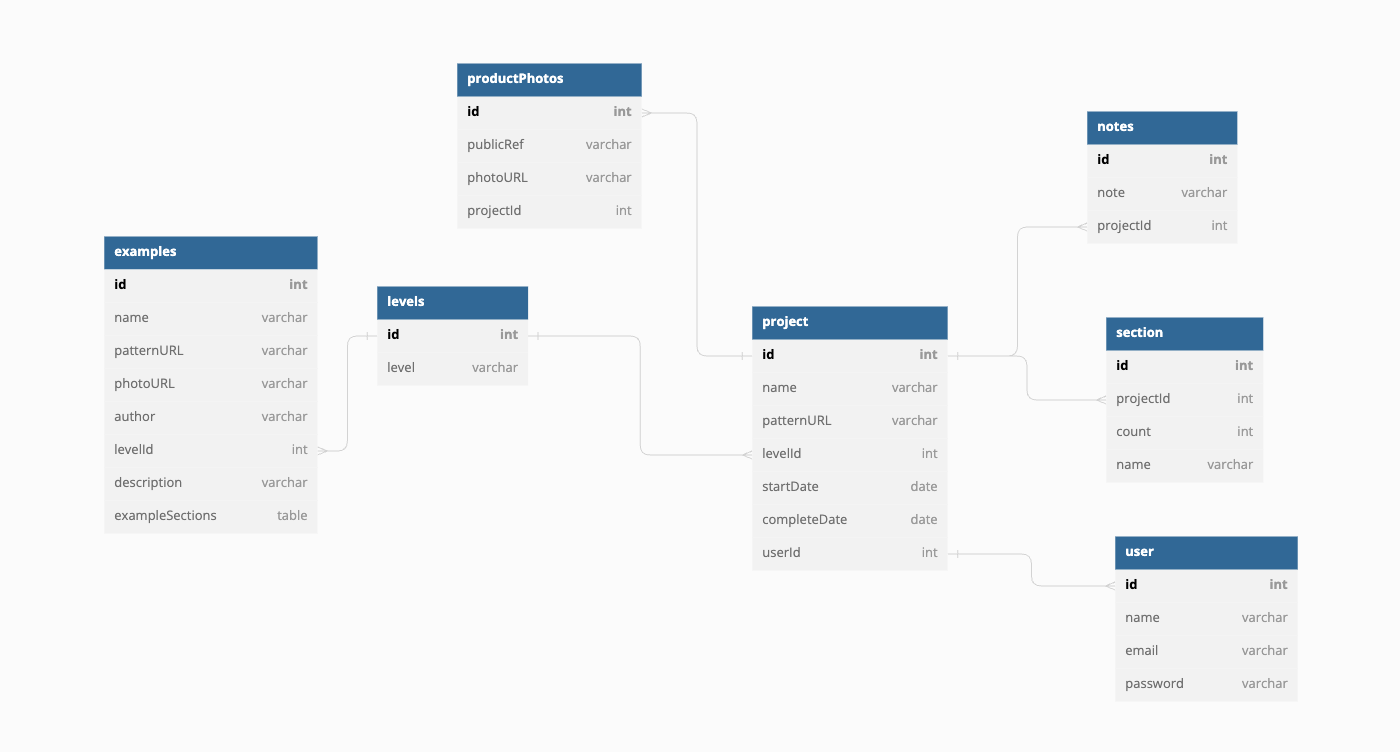 productPhotos
id int
publicRef varchar
photoURL varchar
projectId int
notes
id int
note varchar
projectId int
examples
id int
name varchar
patternURL varchar
photoURL varchar
author varchar
levelId int
description varchar
exampleSections table
levels
id int
level varchar
project
id int
name varchar
patternURL varchar
levelId int
startDate date
completeDate date
userId int
section
id int
projectId int
count int
name varchar
user
id int
name varchar
email varchar
password varchar